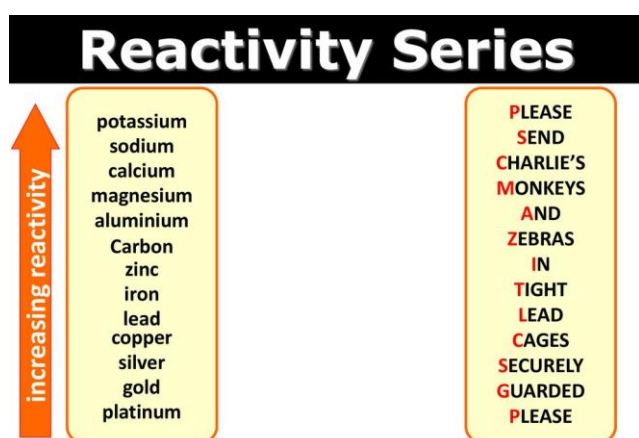 Reactivity Series
increasing reactivity
potassium
sodium
calcium
magnesium
aluminium
Carbon
zinc
iron
lead
copper
silver
gold
platinum
PLEASE
SEND
CHARLIE'S
MONKEYS
AND
ZEBRAS
IN
TIGHT
LEAD
CAGES
SECURELY
GUARDED
PLEASE